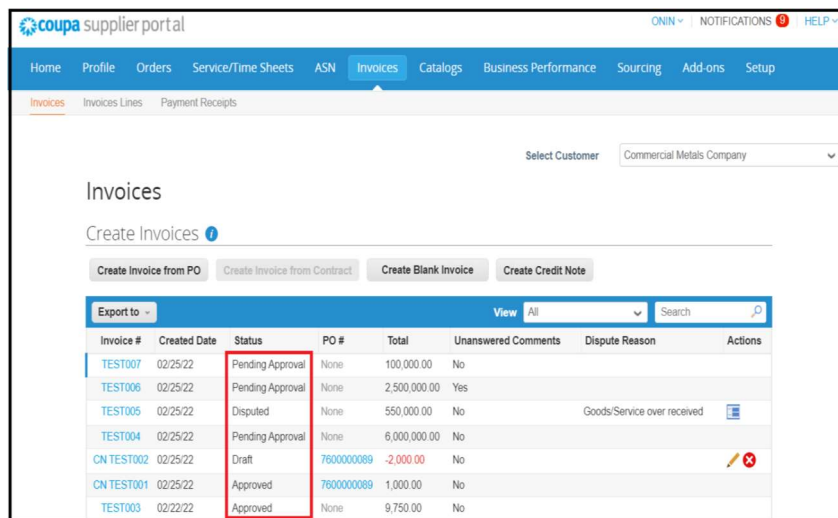 coupa supplier portal
ONIN NOTIFICATIONS 9 HELP
Home Profile Orders Service/Time Sheets ASN Invoices Catalogs Business Performance Sourcing Add-ons Setup
Invoices Invoices Lines Payment Receipts
Select Customer Commercial Metals Company
Invoices
Create Invoices i
Create Invoice from PO Create Invoice from Contract Create Blank Invoice Create Credit Note
Export to View All Search
Invoice # Created Date Status PO # Total Unanswered Comments Dispute Reason Actions
TEST007 02/25/22 Pending Approval None 100,000.00 No
TEST006 02/25/22 Pending Approval None 2,500,000.00 Yes
TEST005 02/25/22 Disputed None 550,000.00 No Goods/Service over received
TEST004 02/25/22 Pending Approval None 6,000,000.00 No
CN TEST002 02/25/22 Draft 7600000089 -2,000.00 No
CN TEST001 02/25/22 Approved 7600000089 1,000.00 No
TEST003 02/22/22 Approved None 9,750.00 No